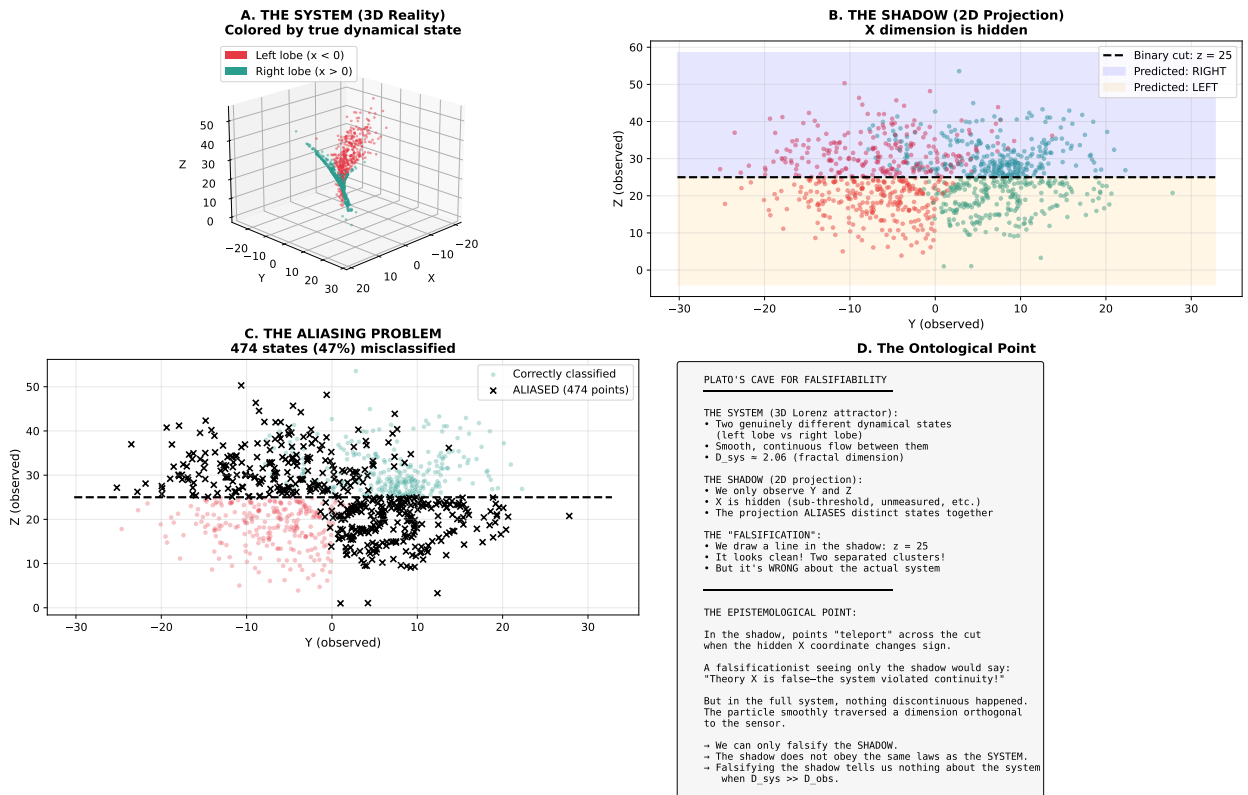 A. THE SYSTEM (3D Reality)
Colored by true dynamical state
Left lobe (x < 0)
Right lobe (x > 0)
Z
50
40
30
20
10
0
−20
−10
0
10
20
30
Y
20
10
0
−10
−20
X
B. THE SHADOW (2D Projection)
X dimension is hidden
Binary cut: z = 25
Predicted: RIGHT
Predicted: LEFT
Z (observed)
60
50
40
30
20
10
0
−30
−20
−10
0
10
20
30
Y (observed)
C. THE ALIASING PROBLEM
474 states (47%) misclassified
Correctly classified
ALIASED (474 points)
Z (observed)
50
40
30
20
10
0
−30
−20
−10
0
10
20
30
Y (observed)
D. The Ontological Point
PLATO'S CAVE FOR FALSIFIABILITY
THE SYSTEM (3D Lorenz attractor):
• Two genuinely different dynamical states
(left lobe vs right lobe)
• Smooth, continuous flow between them
• D_sys ≈ 2.06 (fractal dimension)
THE SHADOW (2D projection):
• We only observe Y and Z
• X is hidden (sub-threshold, unmeasured, etc.)
• The projection ALIASES distinct states together
THE "FALSIFICATION":
• We draw a line in the shadow: z = 25
• It looks clean! Two separated clusters!
• But it's WRONG about the actual system
THE EPISTEMOLOGICAL POINT:
In the shadow, points "teleport" across the cut
when the hidden X coordinate changes sign.
A falsificationist seeing only the shadow would say:
"Theory X is false—the system violated continuity!"
But in the full system, nothing discontinuous happened.
The particle smoothly traversed a dimension orthogonal
to the sensor.
→ We can only falsify the SHADOW.
→ The shadow does not obey the same laws as the SYSTEM.
→ Falsifying the shadow tells us nothing about the system
when D_sys >> D_obs.